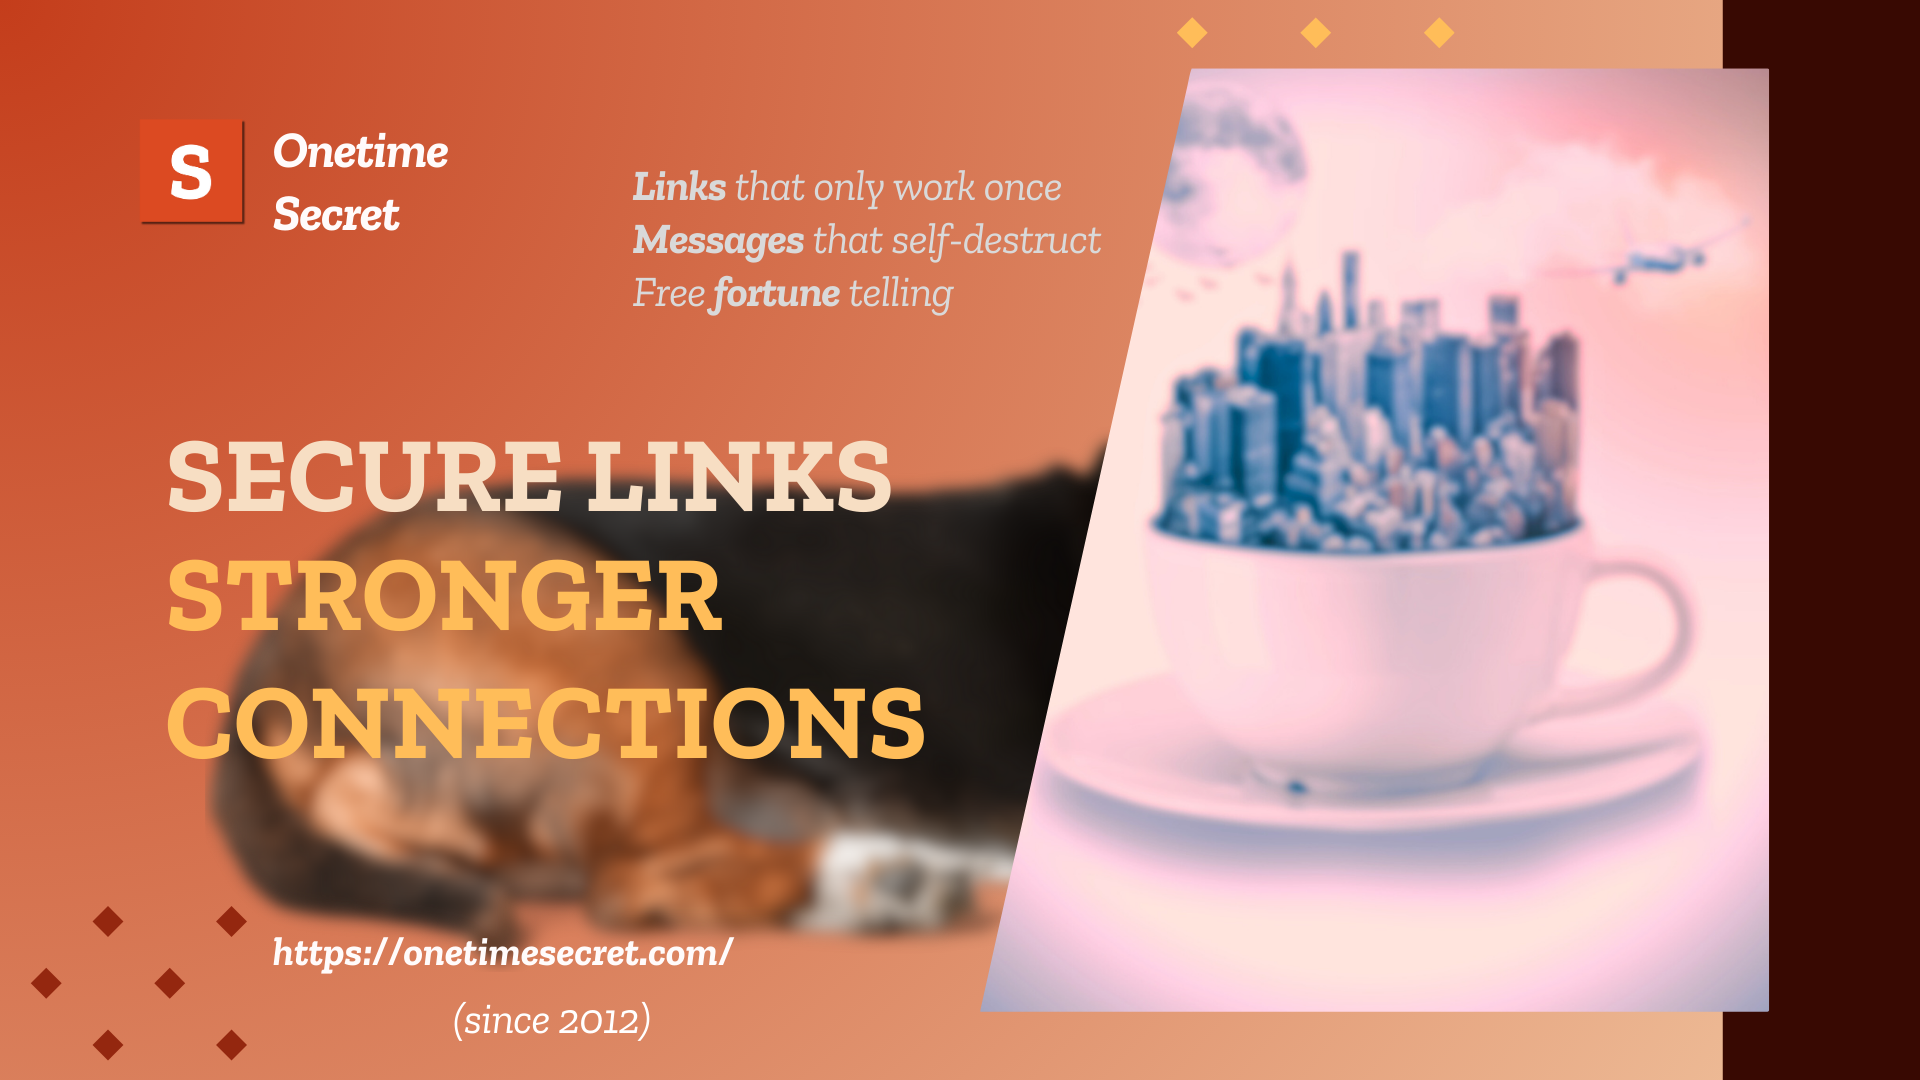 S
Onetime
Secret
Links that only work once
Messages that self-destruct
Free fortune telling
SECURE LINKS
STRONGER
CONNECTIONS
https://onetimesecret.com/
(since 2012)